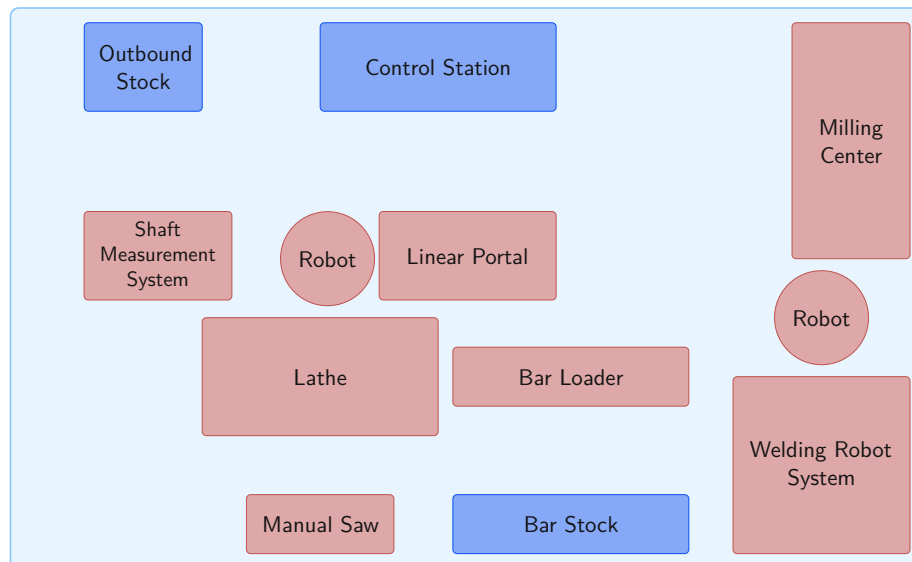 Outbound
Stock
Control Station
Milling
Center
Shaft
Measurement
System
Robot
Linear Portal
Robot
Lathe
Bar Loader
Welding Robot
System
Manual Saw
Bar Stock